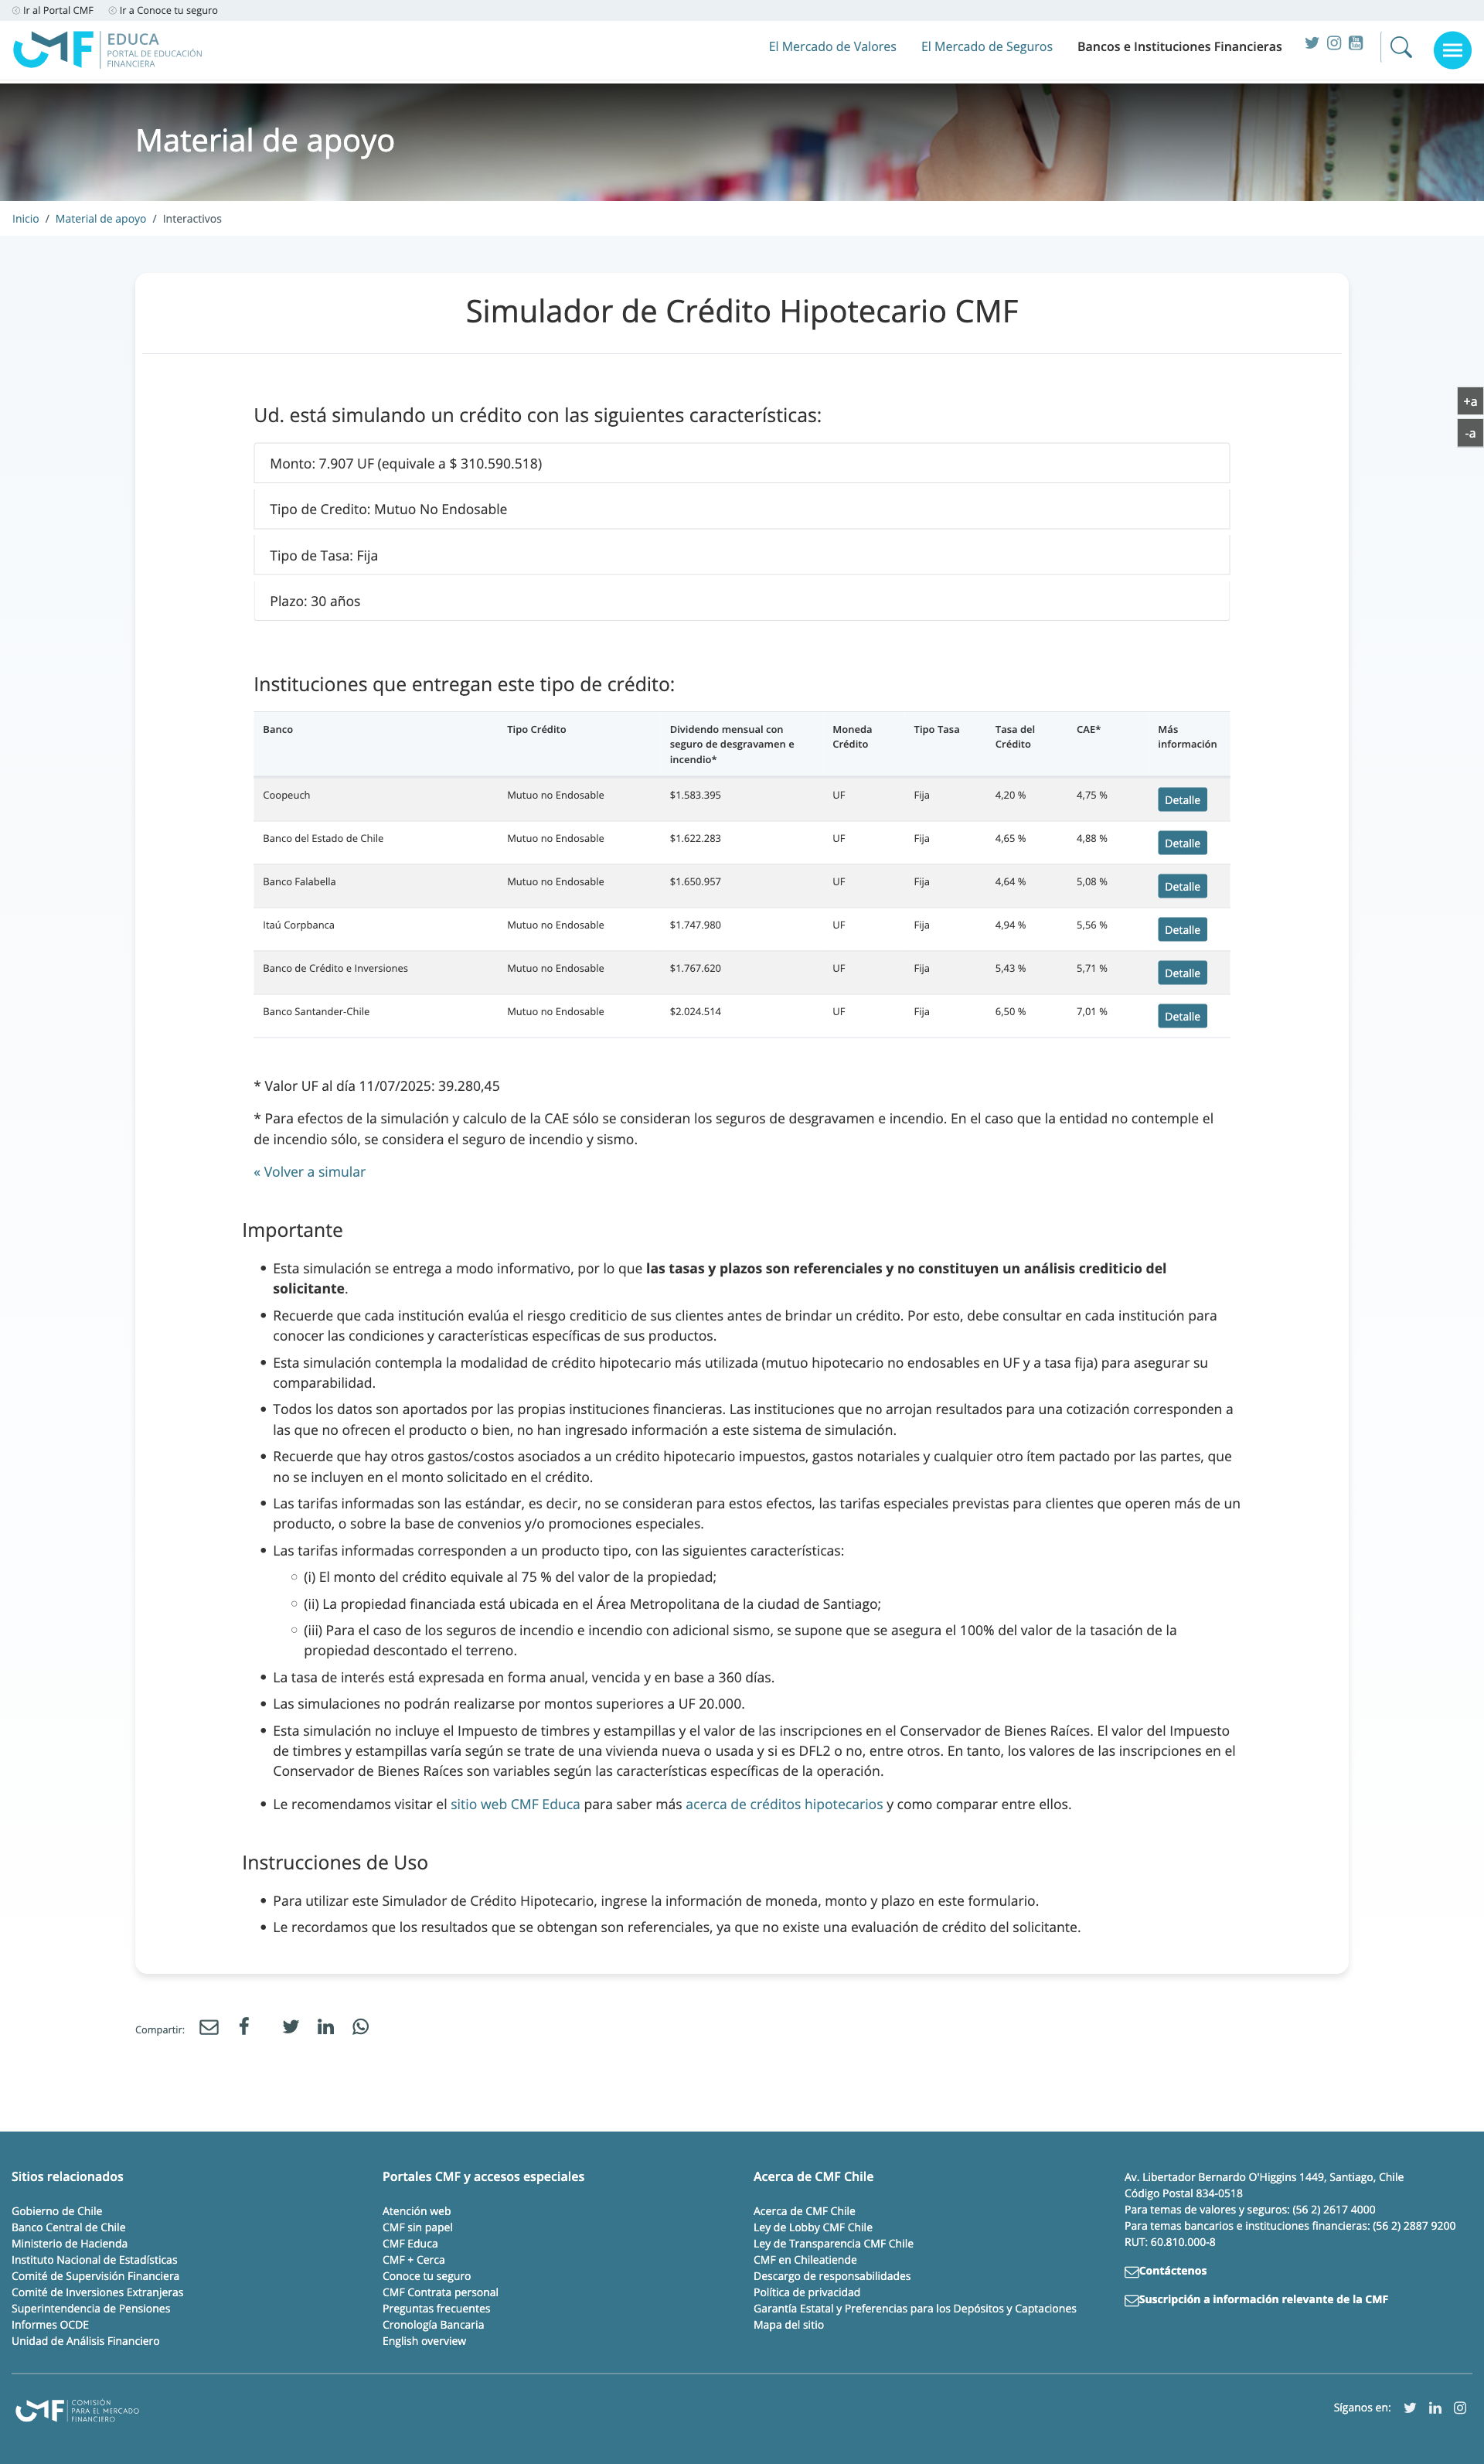 Ir al Portal CMF Ir a Conoce tu seguro
CMF EDUCA
PORTAL DE EDUCACIÓN
FINANCIERA
El Mercado de Valores El Mercado de Seguros Bancos e Instituciones Financieras
Material de apoyo
Inicio / Material de apoyo / Interactivos
Simulador de Crédito Hipotecario CMF
+a
-a
Ud. está simulando un crédito con las siguientes características:
Monto: 7.907 UF (equivale a $ 310.590.518)
Tipo de Credito: Mutuo No Endosable
Tipo de Tasa: Fija
Plazo: 30 años
Instituciones que entregan este tipo de crédito:
Banco Tipo Crédito Dividendo mensual con seguro de desgravamen e incendio* Moneda Crédito Tipo Tasa Tasa del Crédito CAE* Más información
Coopeuch Mutuo no Endosable $1.583.395 UF Fija 4,20 % 4,75 % Detalle
Banco del Estado de Chile Mutuo no Endosable $1.622.283 UF Fija 4,65 % 4,88 % Detalle
Banco Falabella Mutuo no Endosable $1.650.957 UF Fija 4,64 % 5,08 % Detalle
Itaú Corpbanca Mutuo no Endosable $1.747.980 UF Fija 4,94 % 5,56 % Detalle
Banco de Crédito e Inversiones Mutuo no Endosable $1.767.620 UF Fija 5,43 % 5,71 % Detalle
Banco Santander-Chile Mutuo no Endosable $2.024.514 UF Fija 6,50 % 7,01 % Detalle
* Valor UF al día 11/07/2025: 39.280,45
* Para efectos de la simulación y calculo de la CAE sólo se consideran los seguros de desgravamen e incendio. En el caso que la entidad no contemple el
de incendio sólo, se considera el seguro de incendio y sismo.
« Volver a simular
Importante
Esta simulación se entrega a modo informativo, por lo que las tasas y plazos son referenciales y no constituyen un análisis crediticio del
solicitante.
Recuerde que cada institución evalúa el riesgo crediticio de sus clientes antes de brindar un crédito. Por esto, debe consultar en cada institución para
conocer las condiciones y características específicas de sus productos.
Esta simulación contempla la modalidad de crédito hipotecario más utilizada (mutuo hipotecario no endosables en UF y a tasa fija) para asegurar su
comparabilidad.
Todos los datos son aportados por las propias instituciones financieras. Las instituciones que no arrojan resultados para una cotización corresponden a
las que no ofrecen el producto o bien, no han ingresado información a este sistema de simulación.
Recuerde que hay otros gastos/costos asociados a un crédito hipotecario impuestos, gastos notariales y cualquier otro ítem pactado por las partes, que
no se incluyen en el monto solicitado en el crédito.
Las tarifas informadas son las estándar, es decir, no se consideran para estos efectos, las tarifas especiales previstas para clientes que operen más de un
producto, o sobre la base de convenios y/o promociones especiales.
Las tarifas informadas corresponden a un producto tipo, con las siguientes características:
(i) El monto del crédito equivale al 75 % del valor de la propiedad;
(ii) La propiedad financiada está ubicada en el Área Metropolitana de la ciudad de Santiago;
(iii) Para el caso de los seguros de incendio e incendio con adicional sismo, se supone que se asegura el 100% del valor de la tasación de la
propiedad descontado el terreno.
La tasa de interés está expresada en forma anual, vencida y en base a 360 días.
Las simulaciones no podrán realizarse por montos superiores a UF 20.000.
Esta simulación no incluye el Impuesto de timbres y estampillas y el valor de las inscripciones en el Conservador de Bienes Raíces. El valor del Impuesto
de timbres y estampillas varía según se trate de una vivienda nueva o usada y si es DFL2 o no, entre otros. En tanto, los valores de las inscripciones en el
Conservador de Bienes Raíces son variables según las características específicas de la operación.
Le recomendamos visitar el sitio web CMF Educa para saber más acerca de créditos hipotecarios y como comparar entre ellos.
Instrucciones de Uso
Para utilizar este Simulador de Crédito Hipotecario, ingrese la información de moneda, monto y plazo en este formulario.
Le recordamos que los resultados que se obtengan son referenciales, ya que no existe una evaluación de crédito del solicitante.
Compartir:
Sitios relacionados
Gobierno de Chile
Banco Central de Chile
Ministerio de Hacienda
Instituto Nacional de Estadísticas
Comité de Supervisión Financiera
Comité de Inversiones Extranjeras
Superintendencia de Pensiones
Informes OCDE
Unidad de Análisis Financiero
Portales CMF y accesos especiales
Atención web
CMF sin papel
CMF Educa
CMF + Cerca
Conoce tu seguro
CMF Contrata personal
Preguntas frecuentes
Cronología Bancaria
English overview
Acerca de CMF Chile
Acerca de CMF Chile
Ley de Lobby CMF Chile
Ley de Transparencia CMF Chile
CMF en Chileatiende
Descargo de responsabilidades
Política de privacidad
Garantía Estatal y Preferencias para los Depósitos y Captaciones
Mapa del sitio
Av. Libertador Bernardo O'Higgins 1449, Santiago, Chile
Código Postal 834-0518
Para temas de valores y seguros: (56 2) 2617 4000
Para temas bancarios e instituciones financieras: (56 2) 2887 9200
RUT: 60.810.000-8
Contáctenos
Suscripción a información relevante de la CMF
CMF COMISIÓN
PARA EL MERCADO
FINANCIERO
Síganos en: